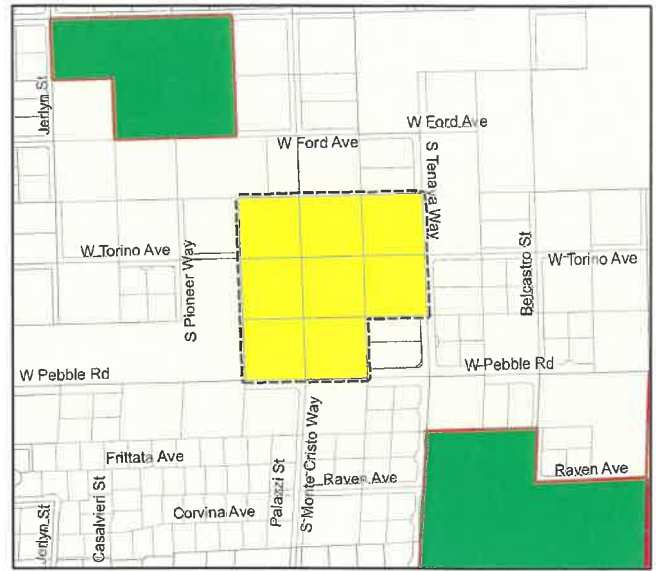 Jerlyn St
W Ford Ave
W Ford Ave
S Tenaya Way
W Torino Ave
S Pioneer Way
Belcastro St
W Torino Ave
W Pebble Rd
W Pebble Rd
S Monte Cristo Way
Frittata Ave
Palazzi St
Raven Ave
Raven Ave
Casalvieri St
Corvina Ave
Jerlyn St